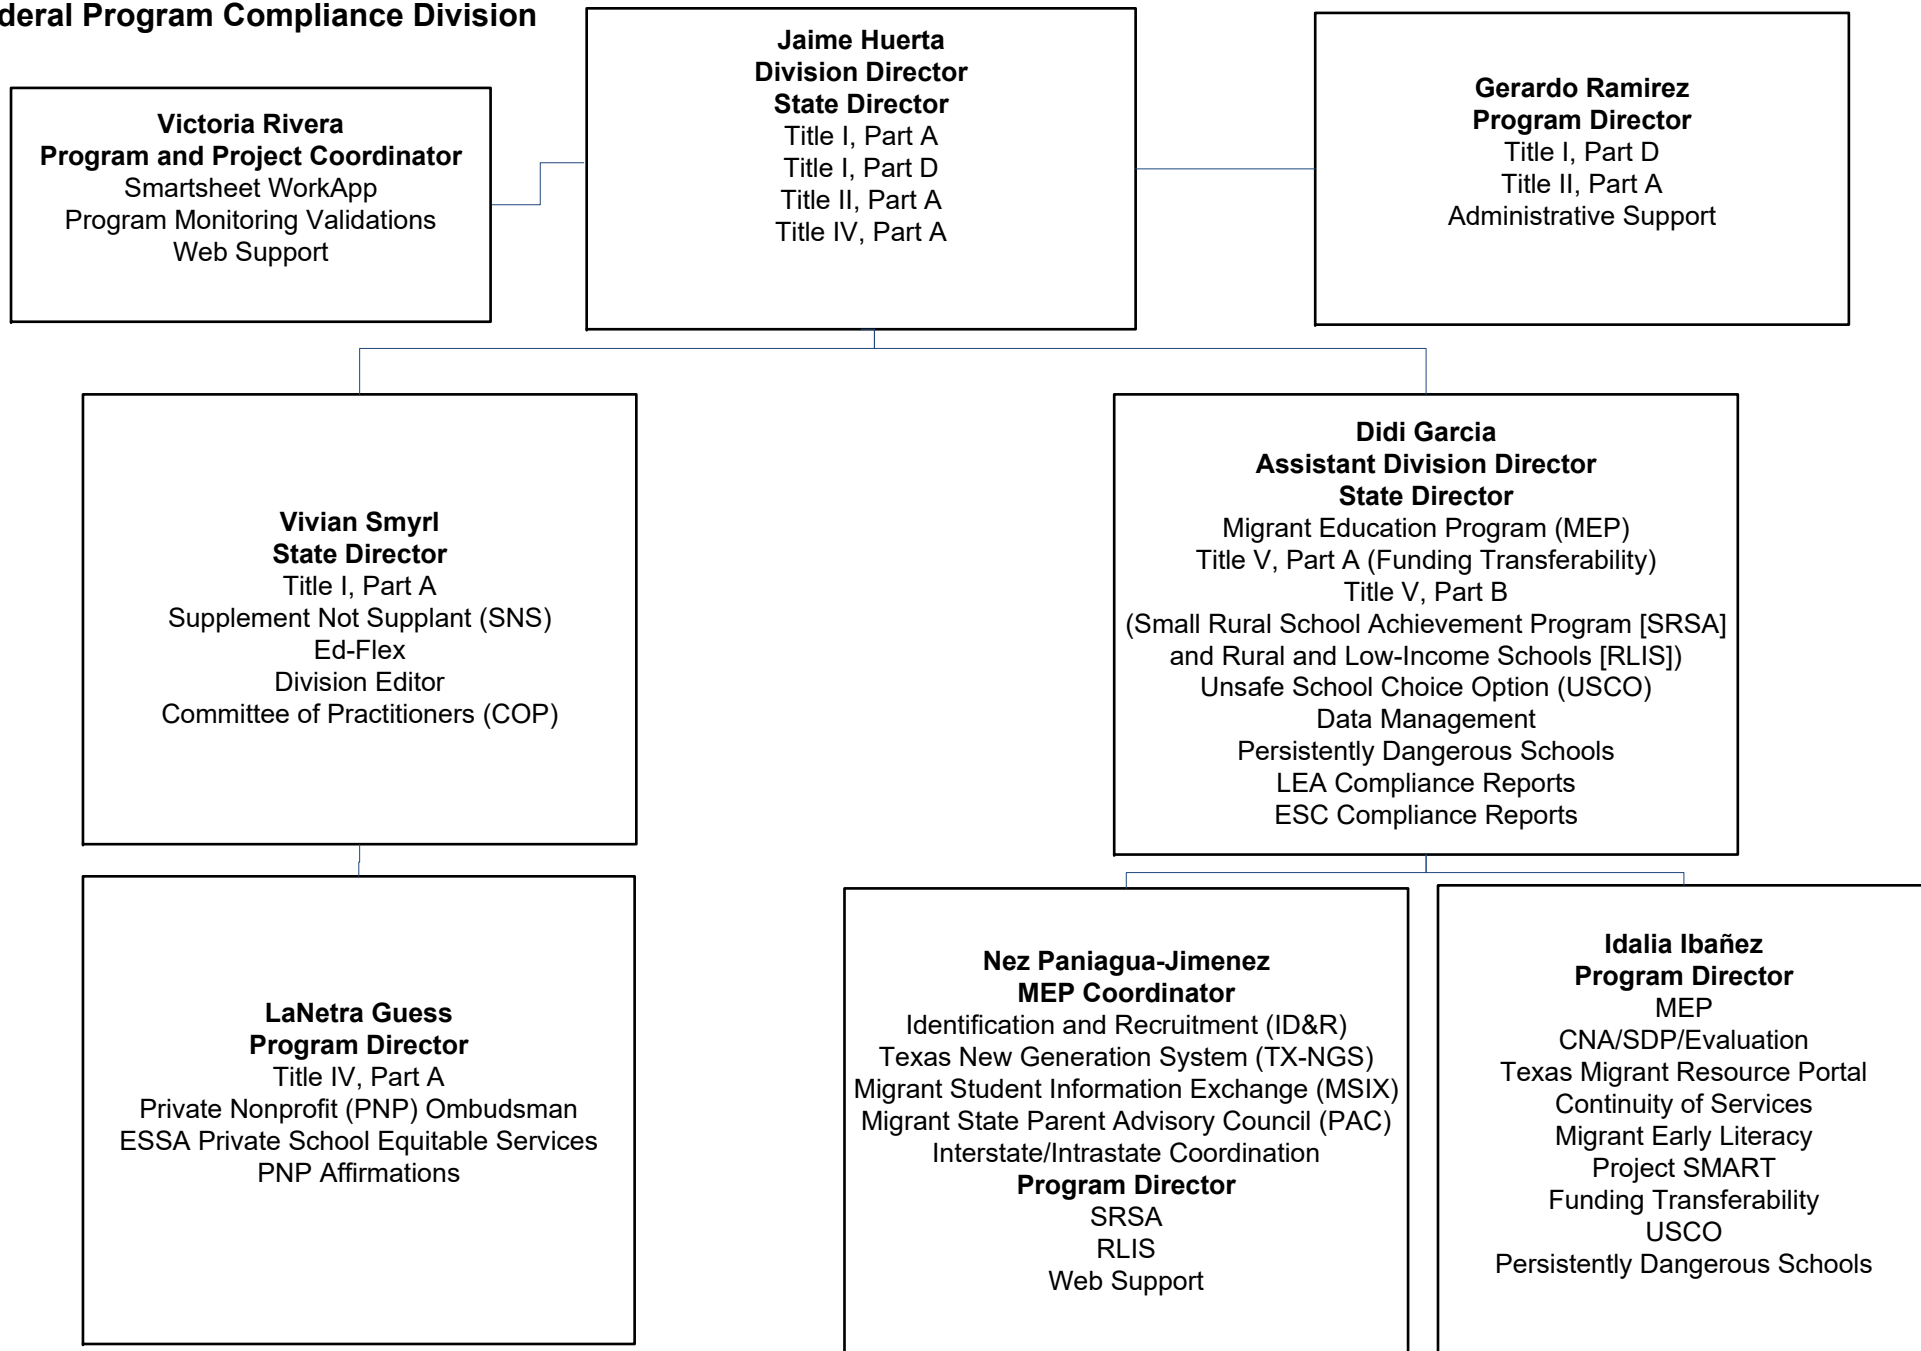 deral Program Compliance Division
Jaime Huerta
Division Director
State Director
Title I, Part A
Title I, Part D
Title II, Part A
Title IV, Part A
Victoria Rivera
Program and Project Coordinator
Smartsheet WorkApp
Program Monitoring Validations
Web Support
Gerardo Ramirez
Program Director
Title I, Part D
Title II, Part A
Administrative Support
Vivian Smyrl
State Director
Title I, Part A
Supplement Not Supplant (SNS)
Ed-Flex
Division Editor
Committee of Practitioners (COP)
Didi Garcia
Assistant Division Director
State Director
Migrant Education Program (MEP)
Title V, Part A (Funding Transferability)
Title V, Part B
(Small Rural School Achievement Program [SRSA]
and Rural and Low-Income Schools [RLIS])
Unsafe School Choice Option (USCO)
Data Management
Persistently Dangerous Schools
LEA Compliance Reports
ESC Compliance Reports
LaNetra Guess
Program Director
Title IV, Part A
Private Nonprofit (PNP) Ombudsman
ESSA Private School Equitable Services
PNP Affirmations
Nez Paniagua-Jimenez
MEP Coordinator
Identification and Recruitment (ID&R)
Texas New Generation System (TX-NGS)
Migrant Student Information Exchange (MSIX)
Migrant State Parent Advisory Council (PAC)
Interstate/Intrastate Coordination
Program Director
SRSA
RLIS
Web Support
Idalia Ibañez
Program Director
MEP
CNA/SDP/Evaluation
Texas Migrant Resource Portal
Continuity of Services
Migrant Early Literacy
Project SMART
Funding Transferability
USCO
Persistently Dangerous Schools